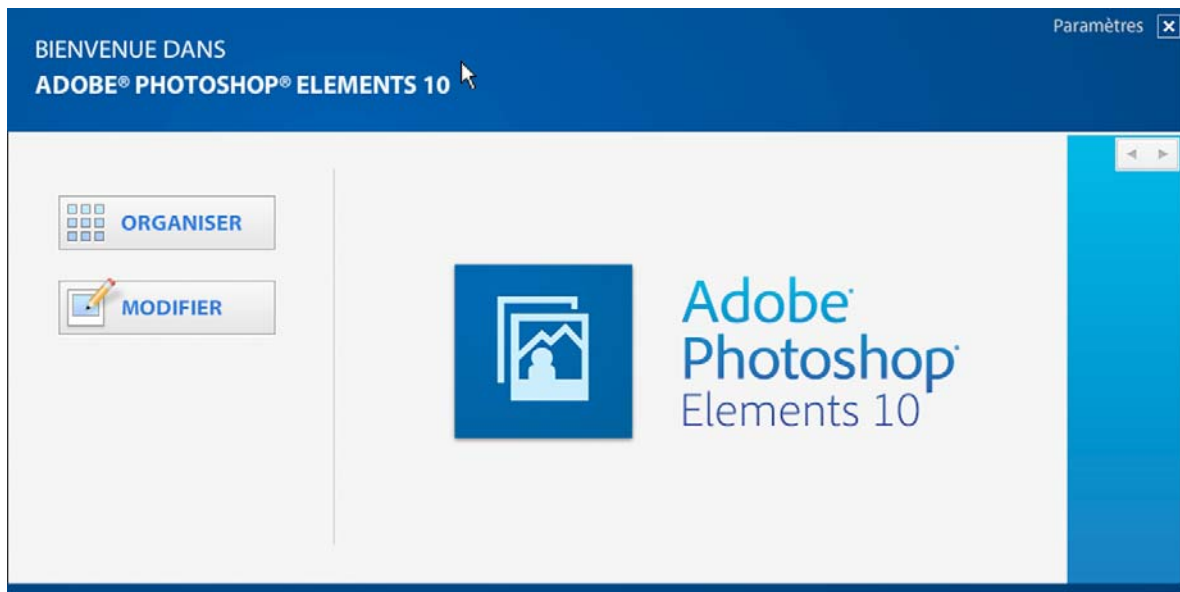 Paramètres
BIENVENUE DANS
ADOBE® PHOTOSHOP® ELEMENTS 10
ORGANISER
MODIFIER
Adobe
Photoshop
Elements 10